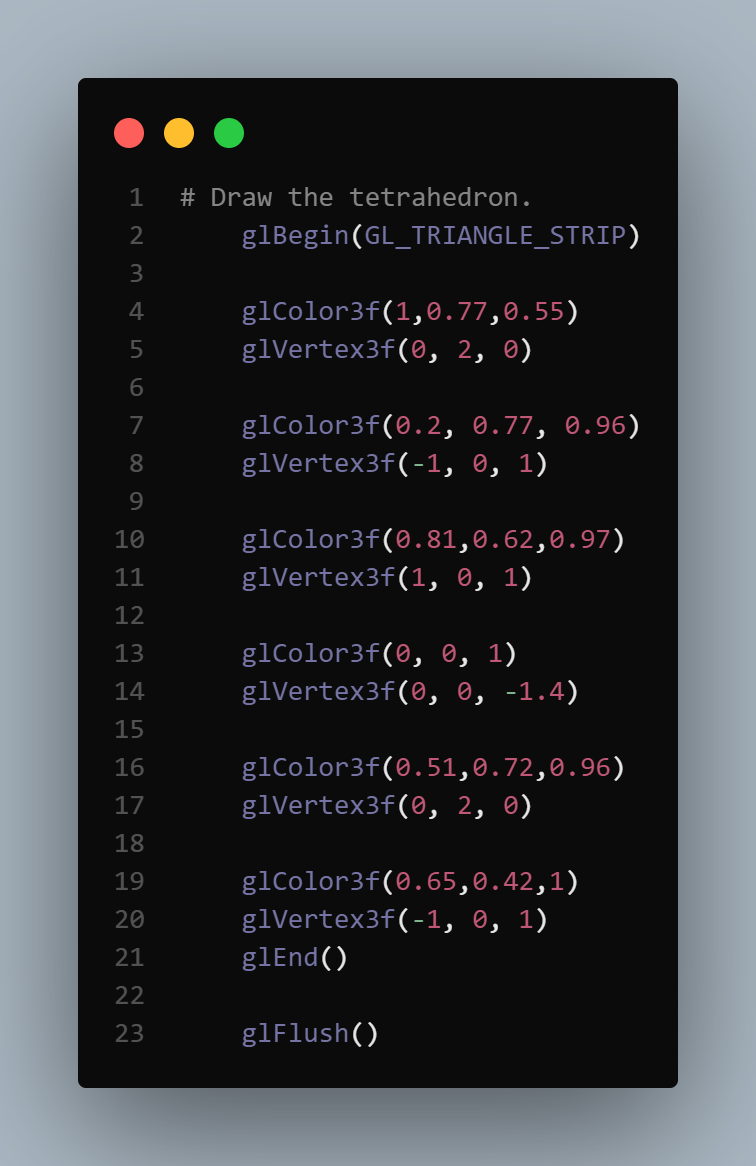 1 # Draw the tetrahedron.
2 glBegin(GL_TRIANGLE_STRIP)
3
4 glColor3f(1,0.77,0.55)
5 glVertex3f(0, 2, 0)
6
7 glColor3f(0.2, 0.77, 0.96)
8 glVertex3f(-1, 0, 1)
9
10 glColor3f(0.81,0.62,0.97)
11 glVertex3f(1, 0, 1)
12
13 glColor3f(0, 0, 1)
14 glVertex3f(0, 0, -1.4)
15
16 glColor3f(0.51,0.72,0.96)
17 glVertex3f(0, 2, 0)
18
19 glColor3f(0.65,0.42,1)
20 glVertex3f(-1, 0, 1)
21 glEnd()
22
23 glFlush()